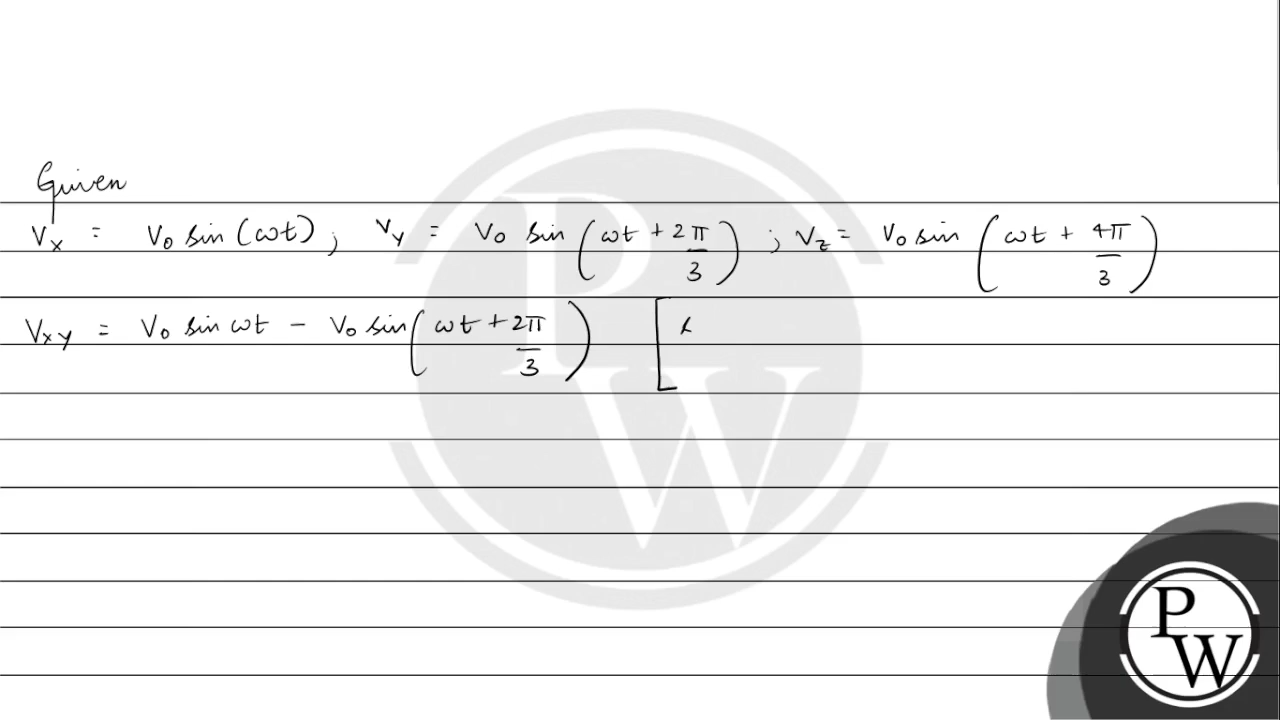 Given
Vx = V0 sin(ωt); Vy = V0 sin(ωt + 2π/3); Vz = V0 sin(ωt + 4π/3)
Vxy = V0 sin ωt − V0 sin(ωt + 2π/3) [
P
W
P
W